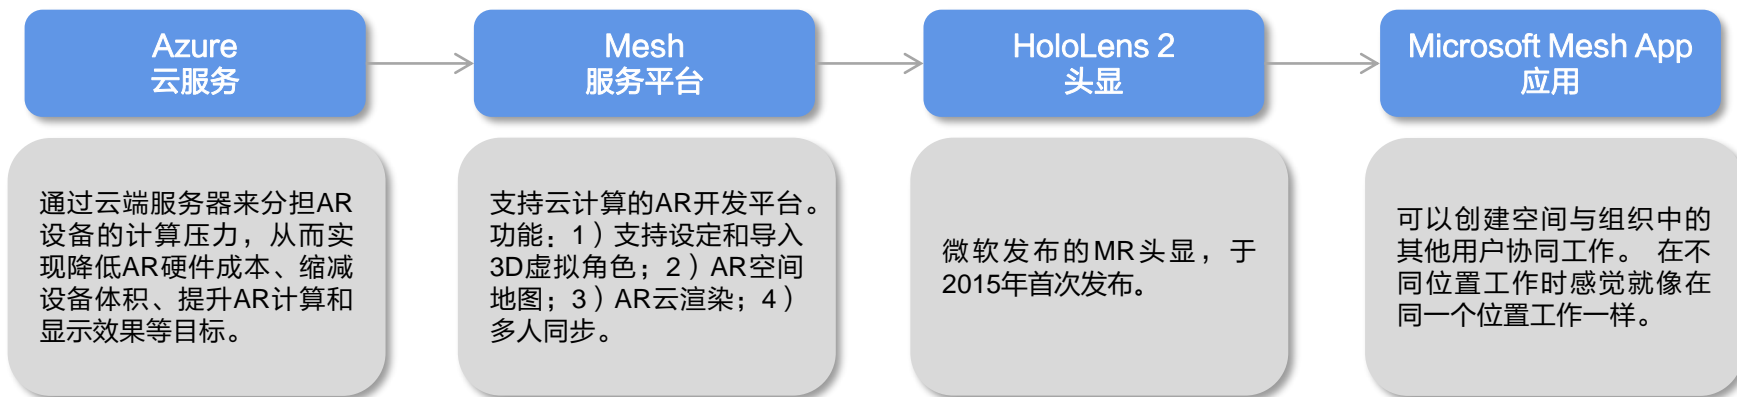 Azure
云服务
Mesh
服务平台
HoloLens 2
头显
Microsoft Mesh App
应用
通过云端服务器来分担AR
设备的计算压力，从而实
现降低AR硬件成本、缩减
设备体积、提升AR计算和
显示效果等目标。
支持云计算的AR开发平台。
功能：1）支持设定和导入
3D虚拟角色；2）AR空间
地图；3）AR云渲染；4）
多人同步。
微软发布的MR头显，于
2015年首次发布。
可以创建空间与组织中的
其他用户协同工作。 在不
同位置工作时感觉就像在
同一个位置工作一样。